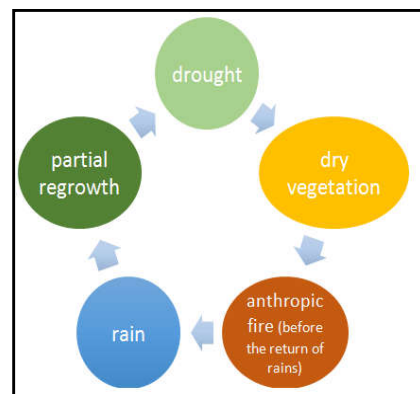 drought
dry
vegetation
anthropic
fire (before
the return of
rains)
rain
partial
regrowth